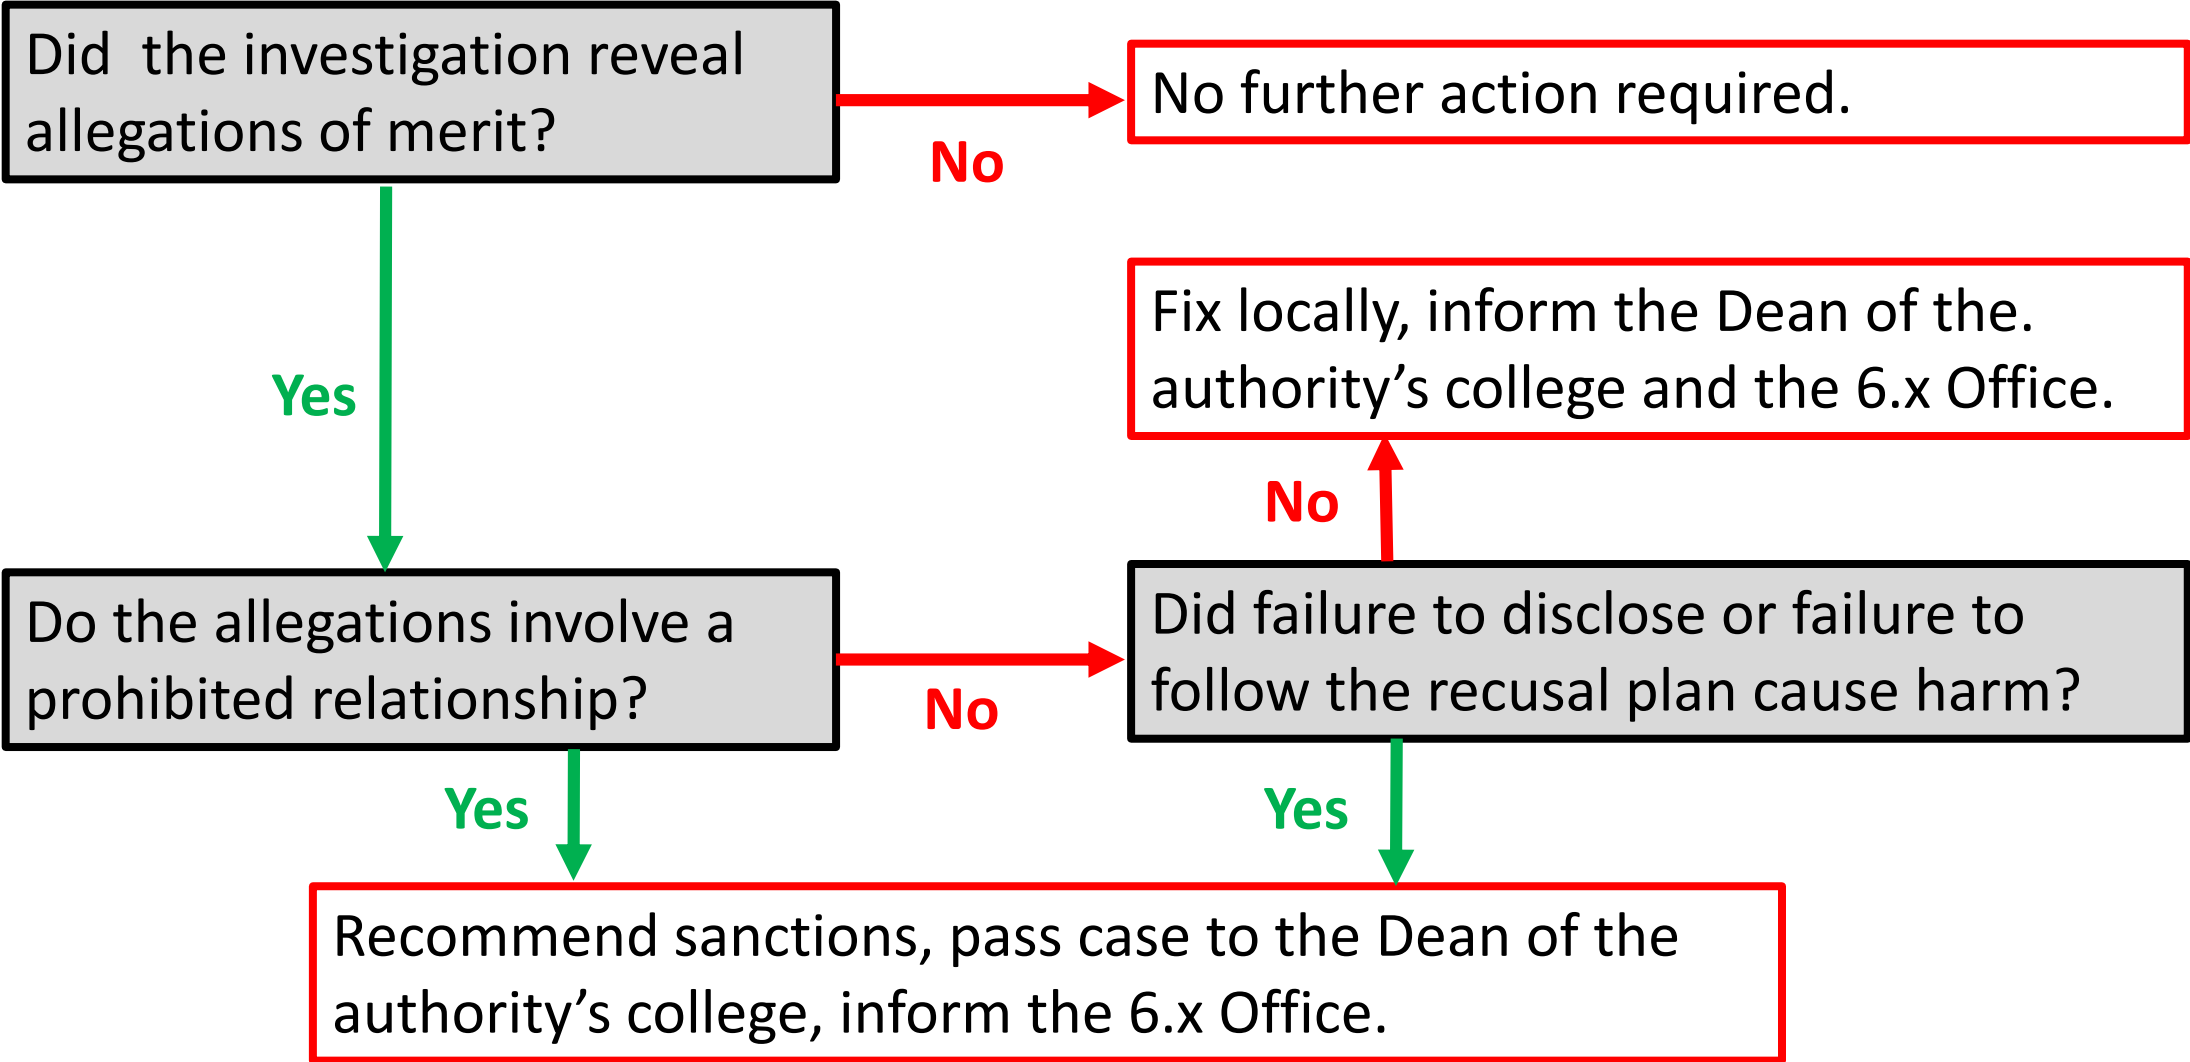 Did  the investigation reveal
allegations of merit?
No further action required.
No
Fix locally, inform the Dean of the.
authority’s college and the 6.x Office.
Yes
No
Do the allegations involve a
prohibited relationship?
Did failure to disclose or failure to
follow the recusal plan cause harm?
No
Yes
Yes
Recommend sanctions, pass case to the Dean of the
authority’s college, inform the 6.x Office.